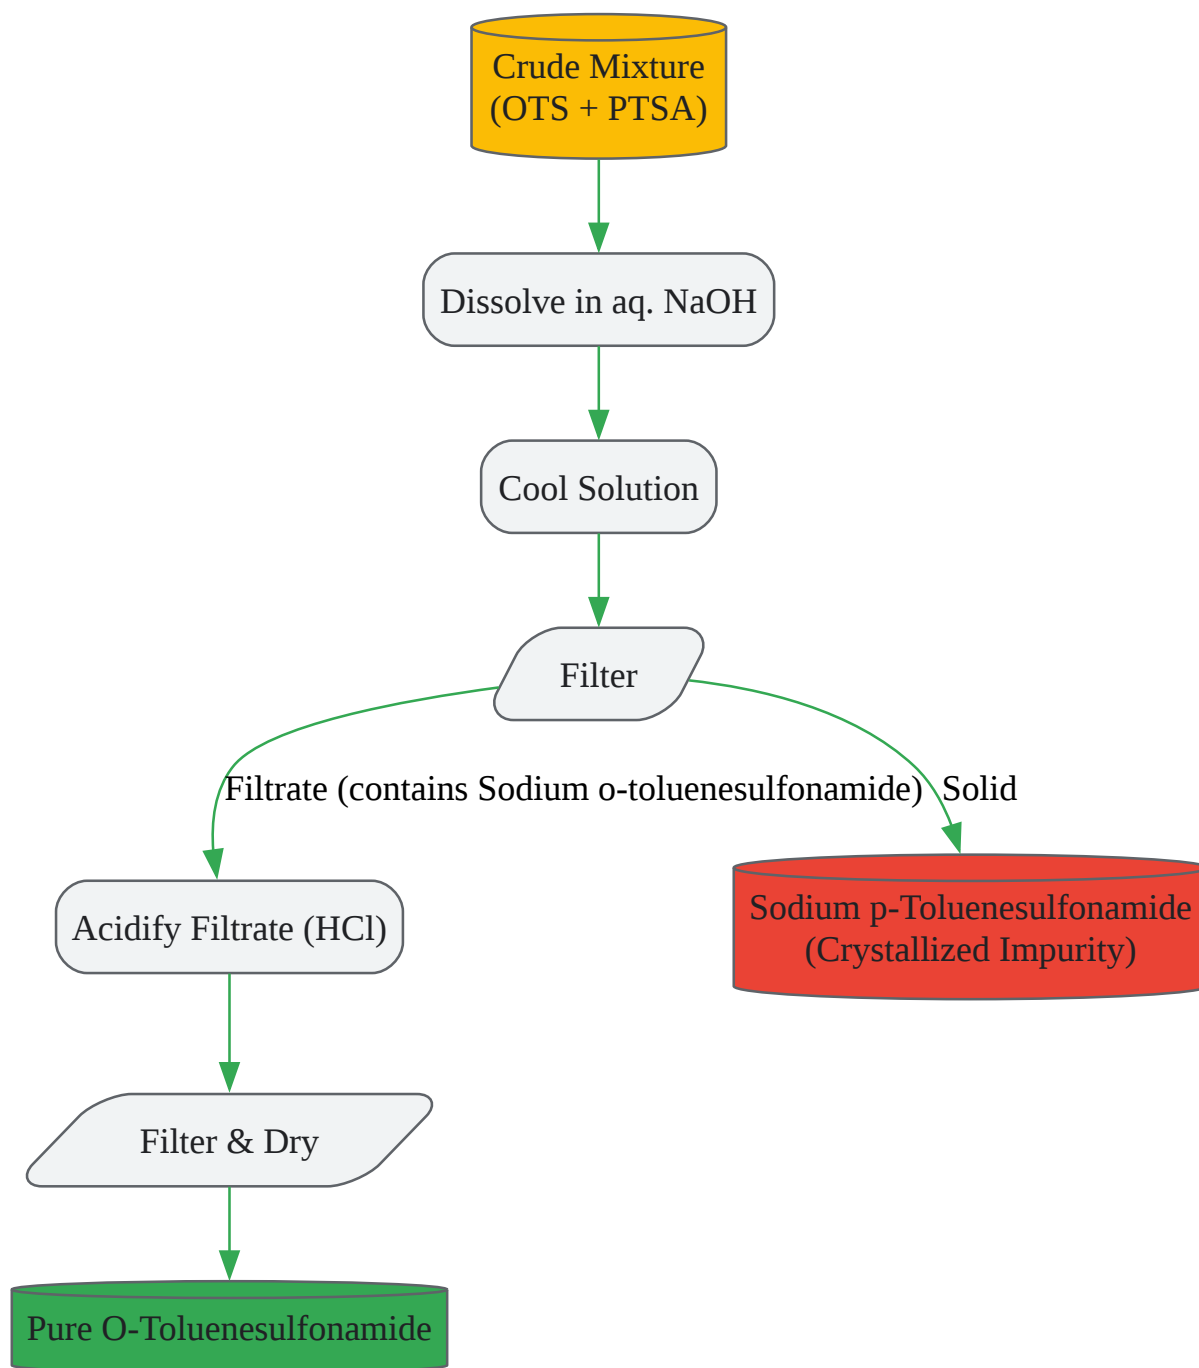 Crude Mixture
(OTS + PTSA)
Dissolve in aq. NaOH
Cool Solution
Filter
Filtrate (contains Sodium o-toluenesulfonamide)
Solid
Sodium p-Toluenesulfonamide
(Crystallized Impurity)
Acidify Filtrate (HCl)
Filter & Dry
Pure O-Toluenesulfonamide